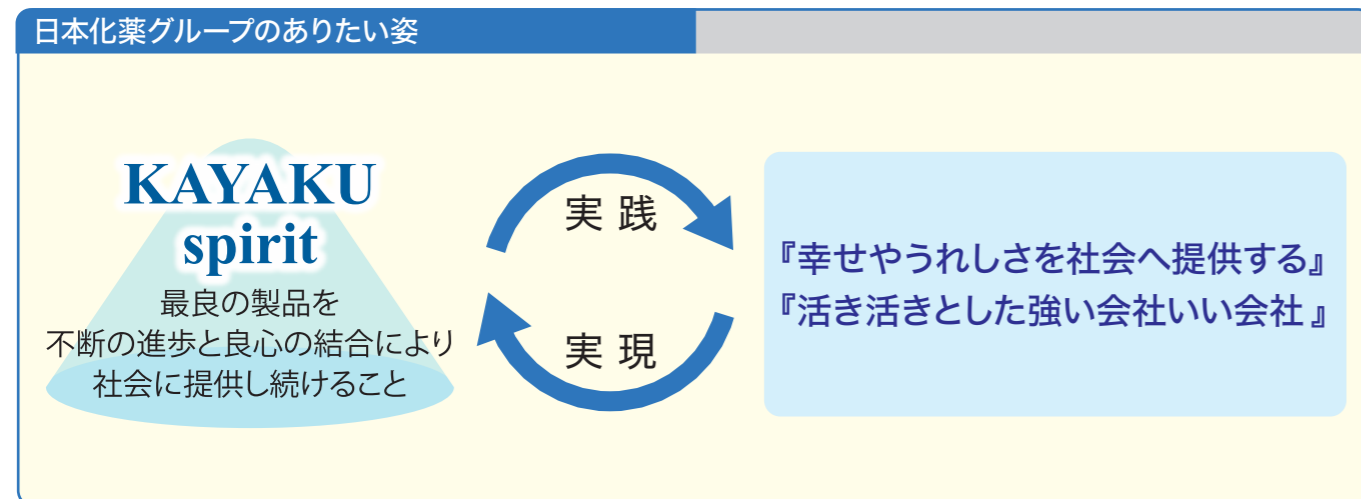 日本化薬グループのありたい姿
KAYAKU
spirit
最良の製品を
不断の進歩と良心の結合により
社会に提供し続けること
実践
実現
『幸せやうれしさを社会へ提供する』
『活き活きとした強い会社いい会社』